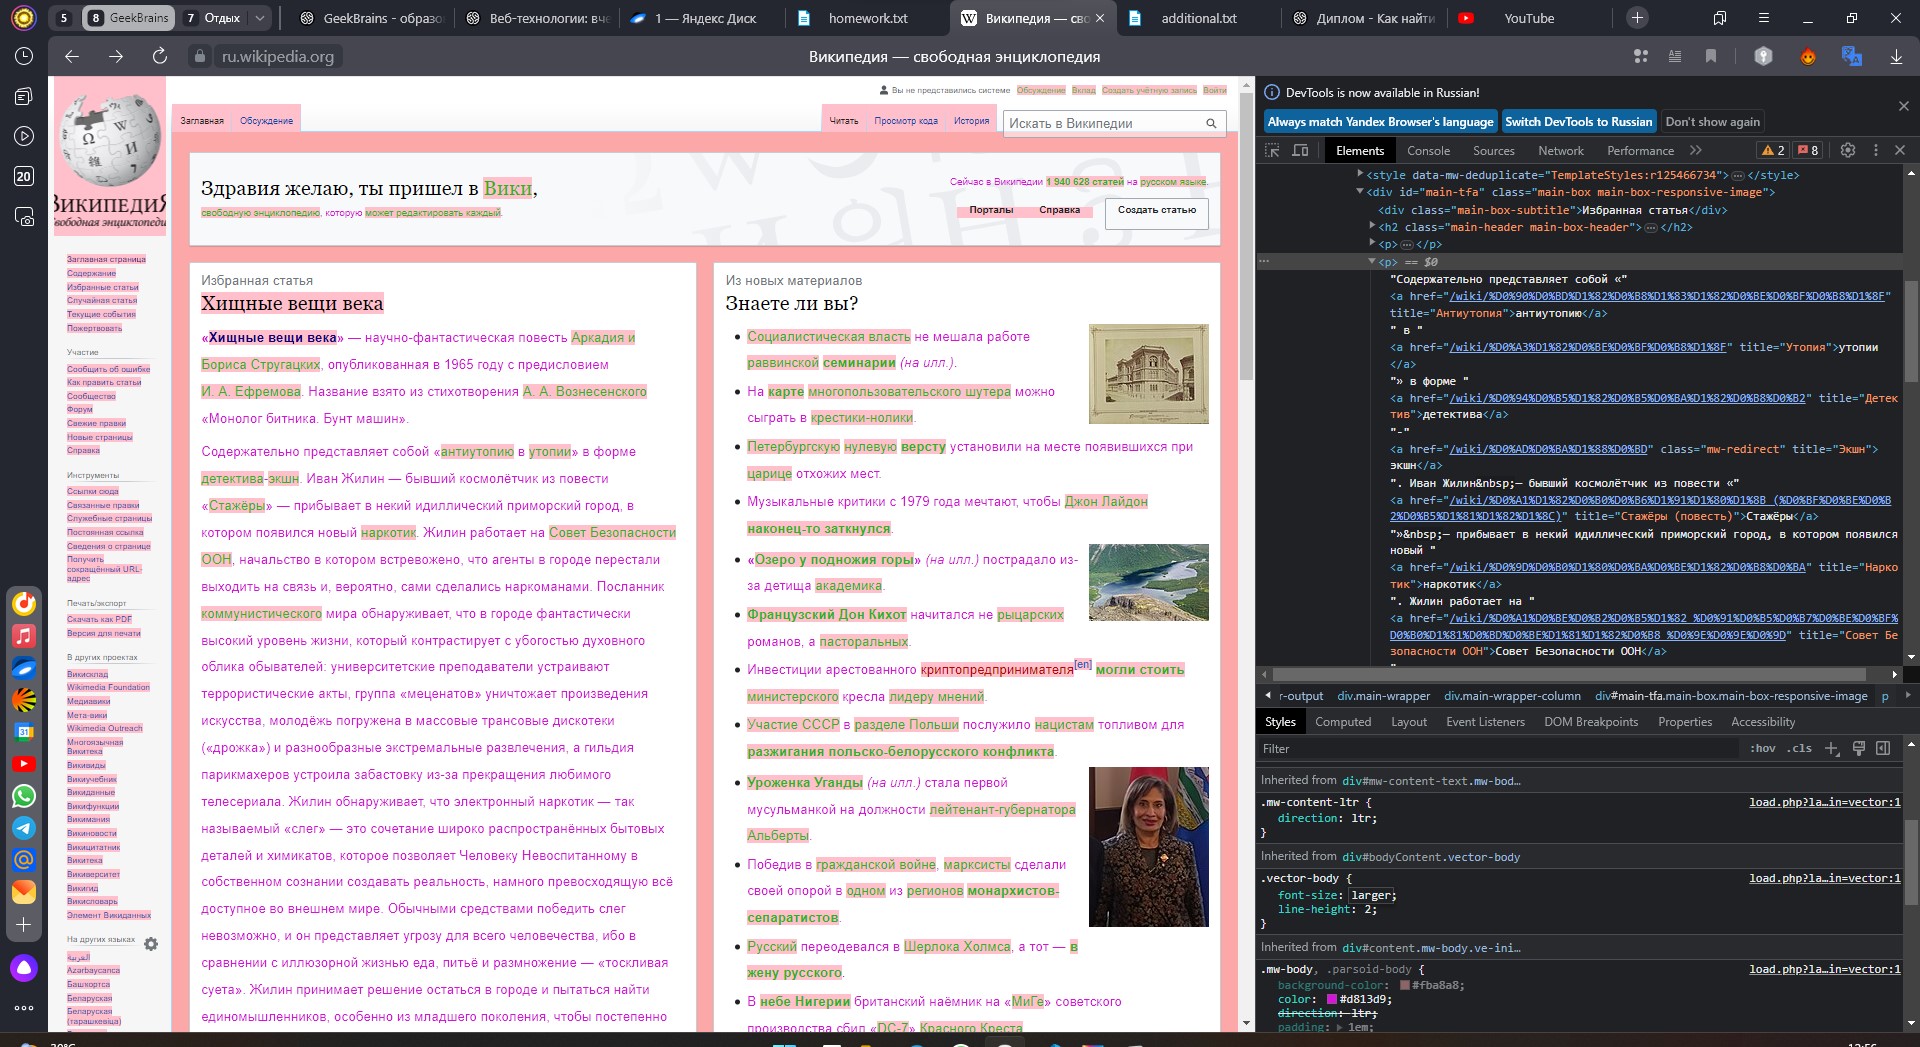 5
8 GeekBrains
7 Отдых
GeekBrains - образо
Веб-технологии: вче
1 — Яндекс Диск
homework.txt
Википедия — сво
additional.txt
Диплом - Как найти
YouTube
ru.wikipedia.org
Википедия — свободная энциклопедия
20
31
ВикипедиЯ
Свободная энциклопедия
Заглавная страница
Содержание
Избранные статьи
Случайная статья
Текущие события
Пожертвовать
Участие
Сообщить об ошибке
Как править статьи
Сообщество
Форум
Свежие правки
Новые страницы
Справка
Инструменты
Ссылки сюда
Связанные правки
Служебные страницы
Постоянная ссылка
Сведения о странице
Получить
сокращённый URL-
адрес
Печать/экспорт
Скачать как PDF
Версия для печати
В других проектах
Викисклад
Wikimedia Foundation
Медиавики
Мета-вики
Wikimedia Outreach
Многоязычная
Викитека
Викивиды
Викиучебник
Викиданные
Викифункции
Викимания
Викиновости
Викицитатник
Викитека
Викиверситет
Викигид
Викисловарь
Элемент Викиданных
На других языках
العربية
Azərbaycanca
Башҡортса
Беларуская
Беларуская
(тарашкевіца)
Вы не представились системе Обсуждение Вклад Создать учётную запись Войти
Заглавная Обсуждение
Читать Просмотр кода История
Искать в Википедии
Здравия желаю, ты пришел в Вики,
свободную энциклопедию, которую может редактировать каждый.
Сейчас в Википедии 1 940 628 статей на русском языке.
Порталы Справка Создать статью
Избранная статья
Хищные вещи века
«Хищные вещи века» — научно-фантастическая повесть Аркадия и
Бориса Стругацких, опубликованная в 1965 году с предисловием
И. А. Ефремова. Название взято из стихотворения А. А. Вознесенского
«Монолог битника. Бунт машин».
Содержательно представляет собой «антиутопию в утопии» в форме
детектива-экшн. Иван Жилин — бывший космолётчик из повести
«Стажёры» — прибывает в некий идиллический приморский город, в
котором появился новый наркотик. Жилин работает на Совет Безопасности
ООН, начальство в котором встревожено, что агенты в городе перестали
выходить на связь и, вероятно, сами сделались наркоманами. Посланник
коммунистического мира обнаруживает, что в городе фантастически
высокий уровень жизни, который контрастирует с убогостью духовного
облика обывателей: университетские преподаватели устраивают
террористические акты, группа «меценатов» уничтожает произведения
искусства, молодёжь погружена в массовые трансовые дискотеки
(«дрожка») и разнообразные экстремальные развлечения, а гильдия
парикмахеров устроила забастовку из-за прекращения любимого
телесериала. Жилин обнаруживает, что электронный наркотик — так
называемый «слег» — это сочетание широко распространённых бытовых
деталей и химикатов, которое позволяет Человеку Невоспитанному в
собственном сознании создавать реальность, намного превосходящую всё
доступное во внешнем мире. Обычными средствами победить слег
невозможно, и он представляет угрозу для всего человечества, ибо в
сравнении с иллюзорной жизнью еда, питьё и размножение — «тоскливая
суета». Жилин принимает решение остаться в городе и пытаться найти
единомышленников, особенно из младшего поколения, чтобы постепенно
Из новых материалов
Знаете ли вы?
Социалистическая власть не мешала работе
раввинской семинарии (на илл.).
На карте многопользовательского шутера можно
сыграть в крестики-нолики.
Петербургскую нулевую версту установили на месте появившихся при
царице отхожих мест.
Музыкальные критики с 1979 года мечтают, чтобы Джон Лайдон
наконец-то заткнулся.
«Озеро у подножия горы» (на илл.) пострадало из-
за детища академика.
Французский Дон Кихот начитался не рыцарских
романов, а пасторальных.
Инвестиции арестованного криптопредпринимателя[en] могли стоить
министерского кресла лидеру мнений.
Участие СССР в разделе Польши послужило нацистам топливом для
разжигания польско-белорусского конфликта.
Уроженка Уганды (на илл.) стала первой
мусульманкой на должности лейтенант-губернатора
Альберты.
Победив в гражданской войне, марксисты сделали
своей опорой в одном из регионов монархистов-
сепаратистов.
Русский переодевался в Шерлока Холмса, а тот — в
жену русского.
В небе Нигерии британский наёмник на «МиГе» советского
производства сбил «DC-7» Красного Креста
DevTools is now available in Russian!
Always match Yandex Browser's language Switch DevTools to Russian Don't show again
Elements Console Sources Network Performance 2 8
<style data-mw-deduplicate="TemplateStyles:r125466734">…</style>
<div id="main-tfa" class="main-box main-box-responsive-image">
<div class="main-box-subtitle">Избранная статья</div>
<h2 class="main-header main-box-header">…</h2>
<p>…</p>
<p> == $0
"Содержательно представляет собой «"
<a href="/wiki/%D0%90%D0%BD%D1%82%D0%B8%D1%83%D1%82%D0%BE%D0%BF%D0%B8%D1%8F"
title="Антиутопия">антиутопию</a>
" в "
<a href="/wiki/%D0%A3%D1%82%D0%BE%D0%BF%D0%B8%D1%8F" title="Утопия">утопии
</a>
"» в форме "
<a href="/wiki/%D0%94%D0%B5%D1%82%D0%B5%D0%BA%D1%82%D0%B8%D0%B2" title="Детек
тив">детектива</a>
"-"
<a href="/wiki/%D0%AD%D0%BA%D1%88%D0%BD" class="mw-redirect" title="Экшн">
экшн</a>
". Иван Жилин&nbsp;— бывший космолётчик из повести «"
<a href="/wiki/%D0%A1%D1%82%D0%B0%D0%B6%D1%91%D1%80%D1%8B_(%D0%BF%D0%BE%D0%B
2%D0%B5%D1%81%D1%82%D1%8C)" title="Стажёры (повесть)">Стажёры</a>
"»&nbsp;— прибывает в некий идиллический приморский город, в котором появился
новый "
<a href="/wiki/%D0%9D%D0%B0%D1%80%D0%BA%D0%BE%D1%82%D0%B8%D0%BA" title="Нарко
тик">наркотик</a>
". Жилин работает на "
<a href="/wiki/%D0%A1%D0%BE%D0%B2%D0%B5%D1%82_%D0%91%D0%B5%D0%B7%D0%BE%D0%BF%
D0%B0%D1%81%D0%BD%D0%BE%D1%81%D1%82%D0%B8_%D0%9E%D0%9E%D0%9D" title="Совет Бе
зопасности ООН">Совет Безопасности ООН</a>
r-output div.main-wrapper div.main-wrapper-column div#main-tfa.main-box.main-box-responsive-image p
Styles Computed Layout Event Listeners DOM Breakpoints Properties Accessibility
Filter :hov .cls
Inherited from div#mw-content-text.mw-bod…
.mw-content-ltr { load.php?la…in=vector:1
direction: ltr;
}
Inherited from div#bodyContent.vector-body
.vector-body { load.php?la…in=vector:1
font-size: larger;
line-height: 2;
}
Inherited from div#content.mw-body.ve-ini…
.mw-body, .parsoid-body { load.php?la…in=vector:1
background-color: #fba8a8;
color: #d813d9;
direction: ltr;
padding: 1em;